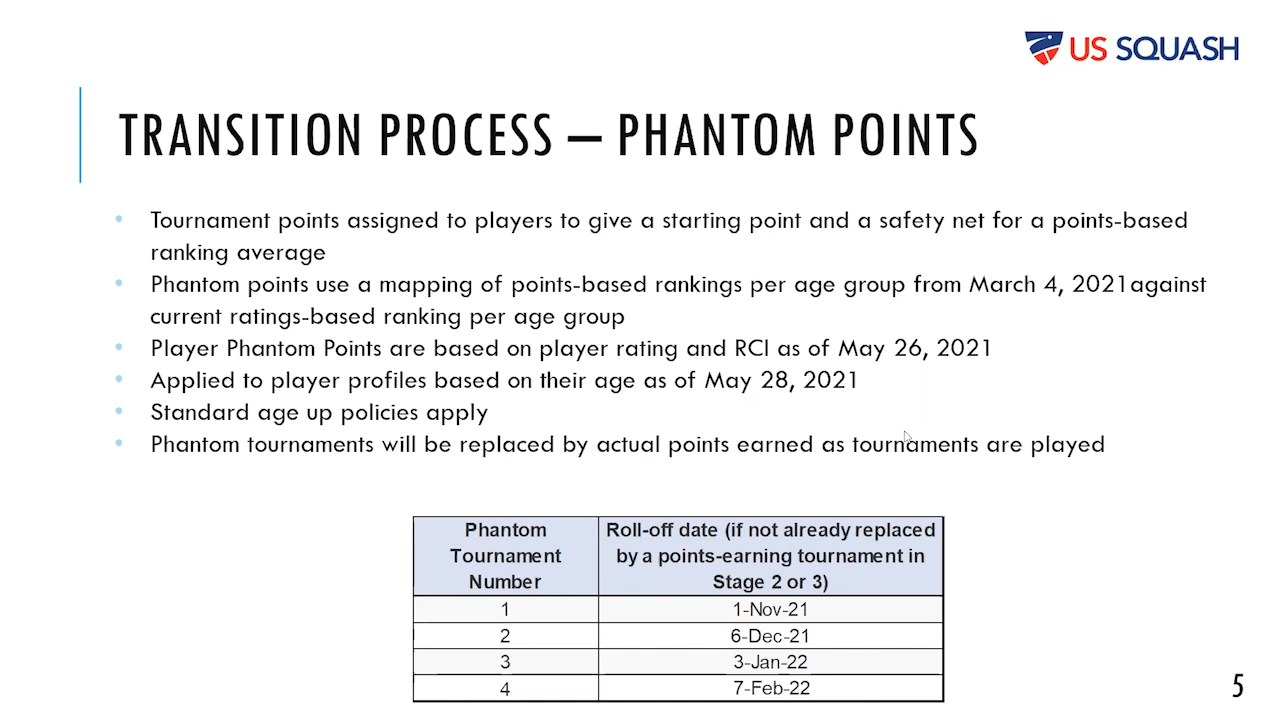 US SQUASH
TRANSITION PROCESS – PHANTOM POINTS
• Tournament points assigned to players to give a starting point and a safety net for a points-based
ranking average
• Phantom points use a mapping of points-based rankings per age group from March 4, 2021against
current ratings-based ranking per age group
• Player Phantom Points are based on player rating and RCI as of May 26, 2021
• Applied to player profiles based on their age as of May 28, 2021
• Standard age up policies apply
• Phantom tournaments will be replaced by actual points earned as tournaments are played
Phantom
Tournament
Number
Roll-off date (if not already replaced
by a points-earning tournament in
Stage 2 or 3)
1 1-Nov-21
2 6-Dec-21
3 3-Jan-22
4 7-Feb-22
5